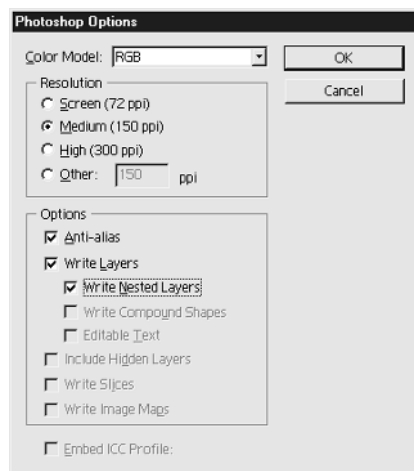 Photoshop Options
Color Model: RGB
OK
Cancel
Resolution
Screen (72 ppi)
Medium (150 ppi)
High (300 ppi)
Other: 150 ppi
Options
Anti-alias
Write Layers
Write Nested Layers
Write Compound Shapes
Editable Text
Include Hidden Layers
Write Slices
Write Image Maps
Embed ICC Profile: